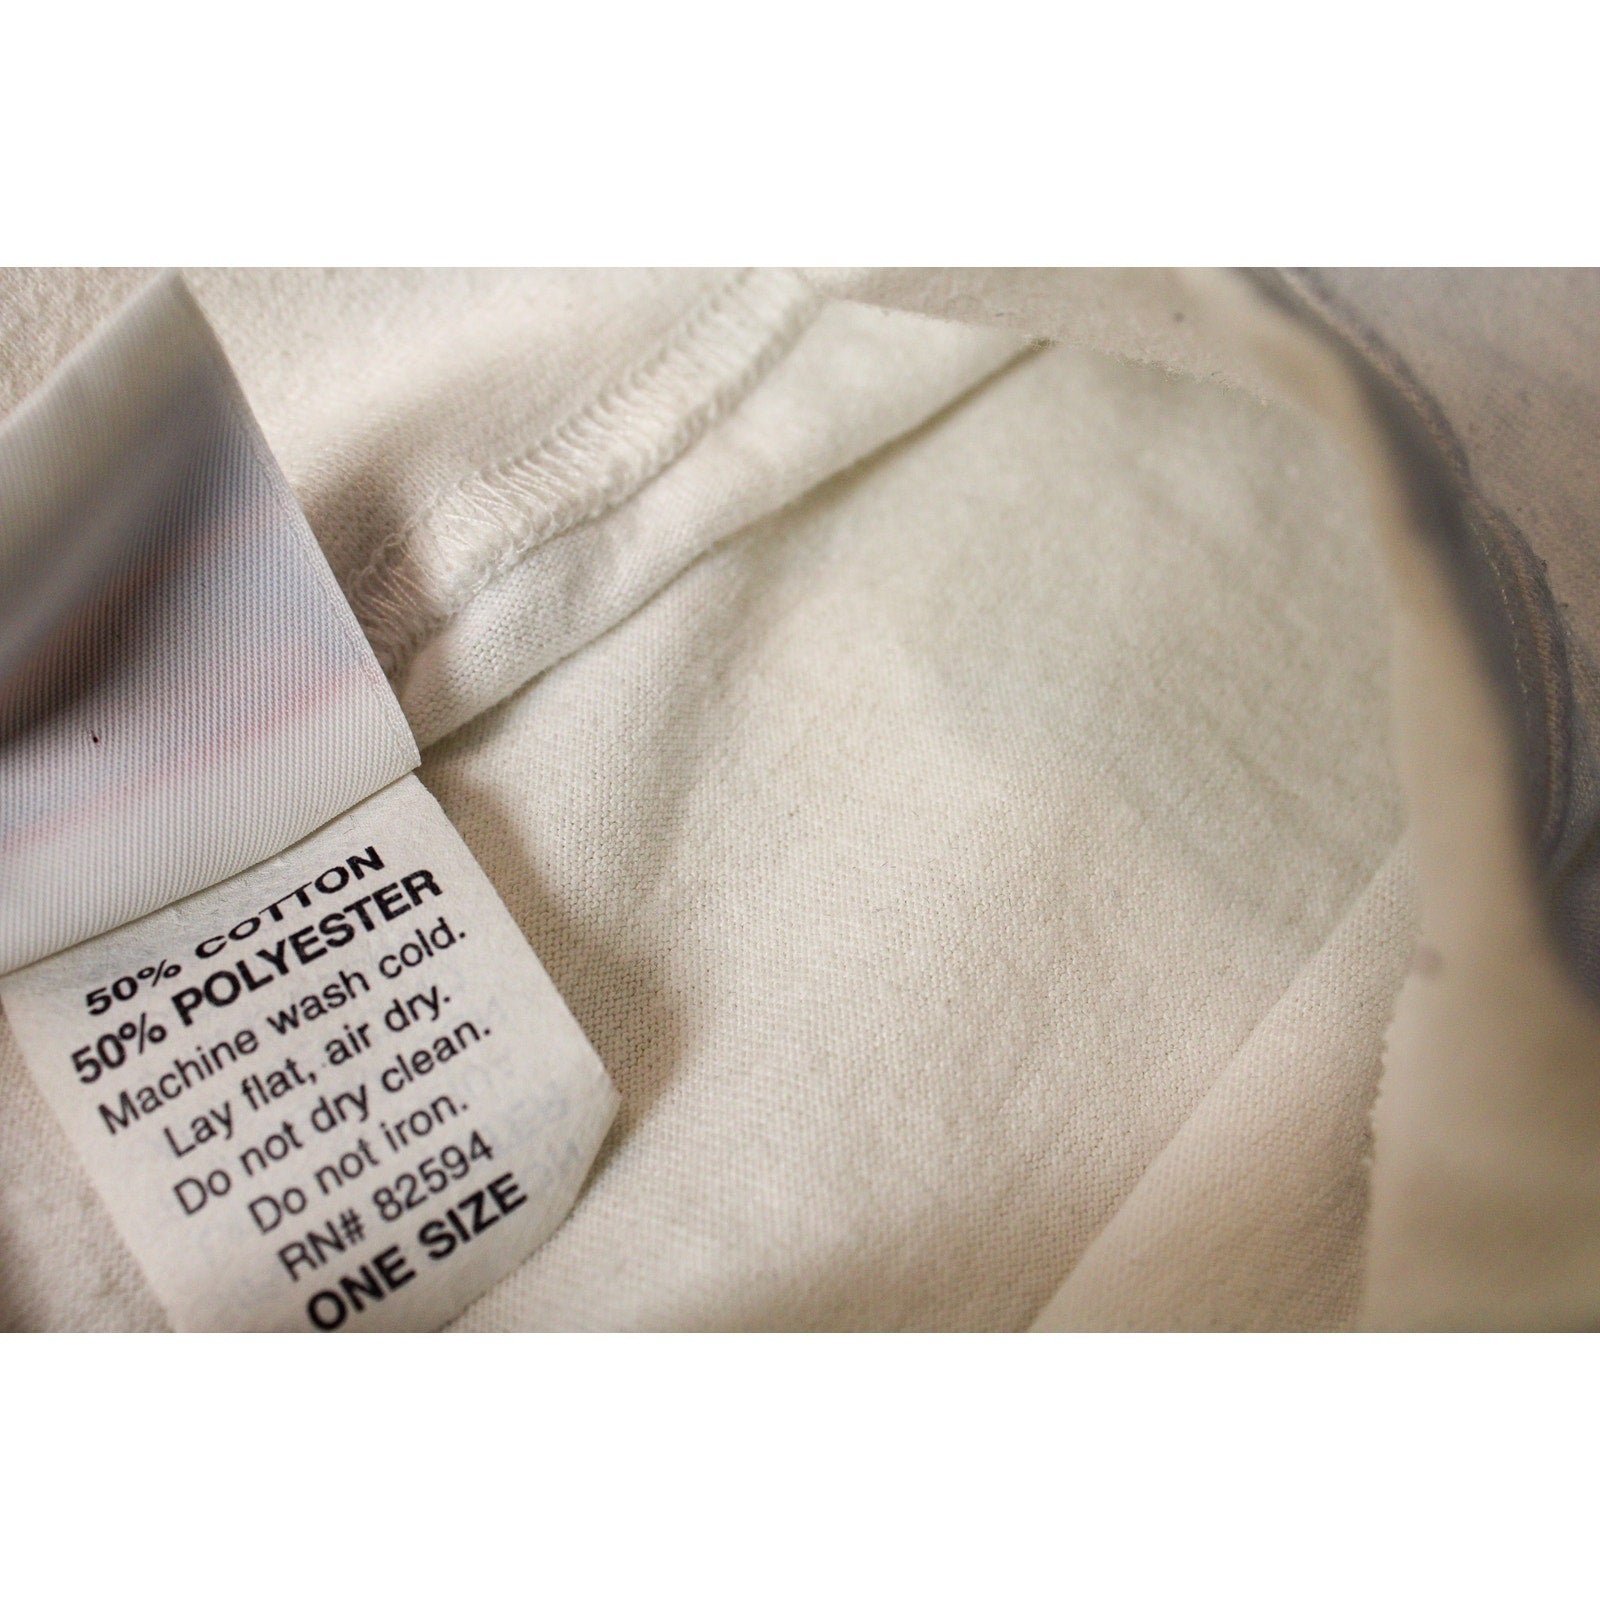 50% COTTON
50% POLYESTER
Machine wash cold.
Lay flat, air dry.
Do not dry clean.
Do not iron.
RN# 82594
ONE SIZE